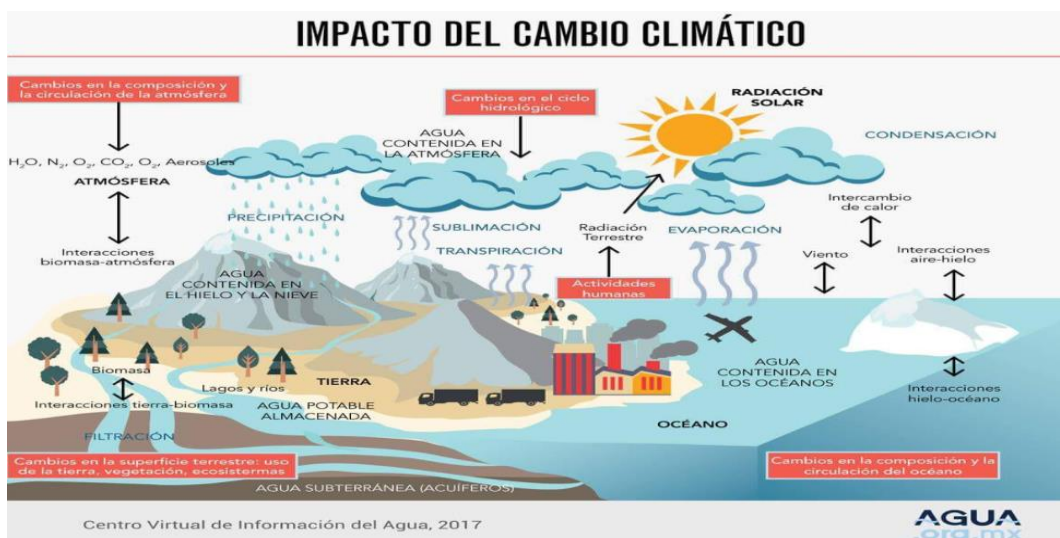 IMPACTO DEL CAMBIO CLIMÁTICO
Cambios en la composición y
la circulación de la atmósfera
Cambios en el ciclo
hidrológico
RADIACIÓN
SOLAR
AGUA
CONTENIDA EN
LA ATMÓSFERA
CONDENSACIÓN
H₂O, N₂, O₂, CO₂, O₂, Aerosoles
ATMÓSFERA
Intercambio
de calor
PRECIPITACIÓN
SUBLIMACIÓN
TRANSPIRACIÓN
Radiación
Terrestre
EVAPORACIÓN
Interacciones
biomasa-atmósfera
Viento
Interacciones
aire-hielo
AGUA
CONTENIDA EN
EL HIELO Y LA NIEVE
Actividades
humanas
Biomasa
Interacciones tierra-biomasa
Lagos y ríos
TIERRA
AGUA POTABLE
ALMACENADA
AGUA
CONTENIDA EN
LOS OCÉANOS
Interacciones
hielo-océano
OCÉANO
FILTRACIÓN
Cambios en la superficie terrestre: uso
de la tierra, vegetación, ecosistermas
Cambios en la composición y la
circulación del océano
AGUA SUBTERRÁNEA (ACUÍFEROS)
Centro Virtual de Información del Agua, 2017
AGUA
.org.mx